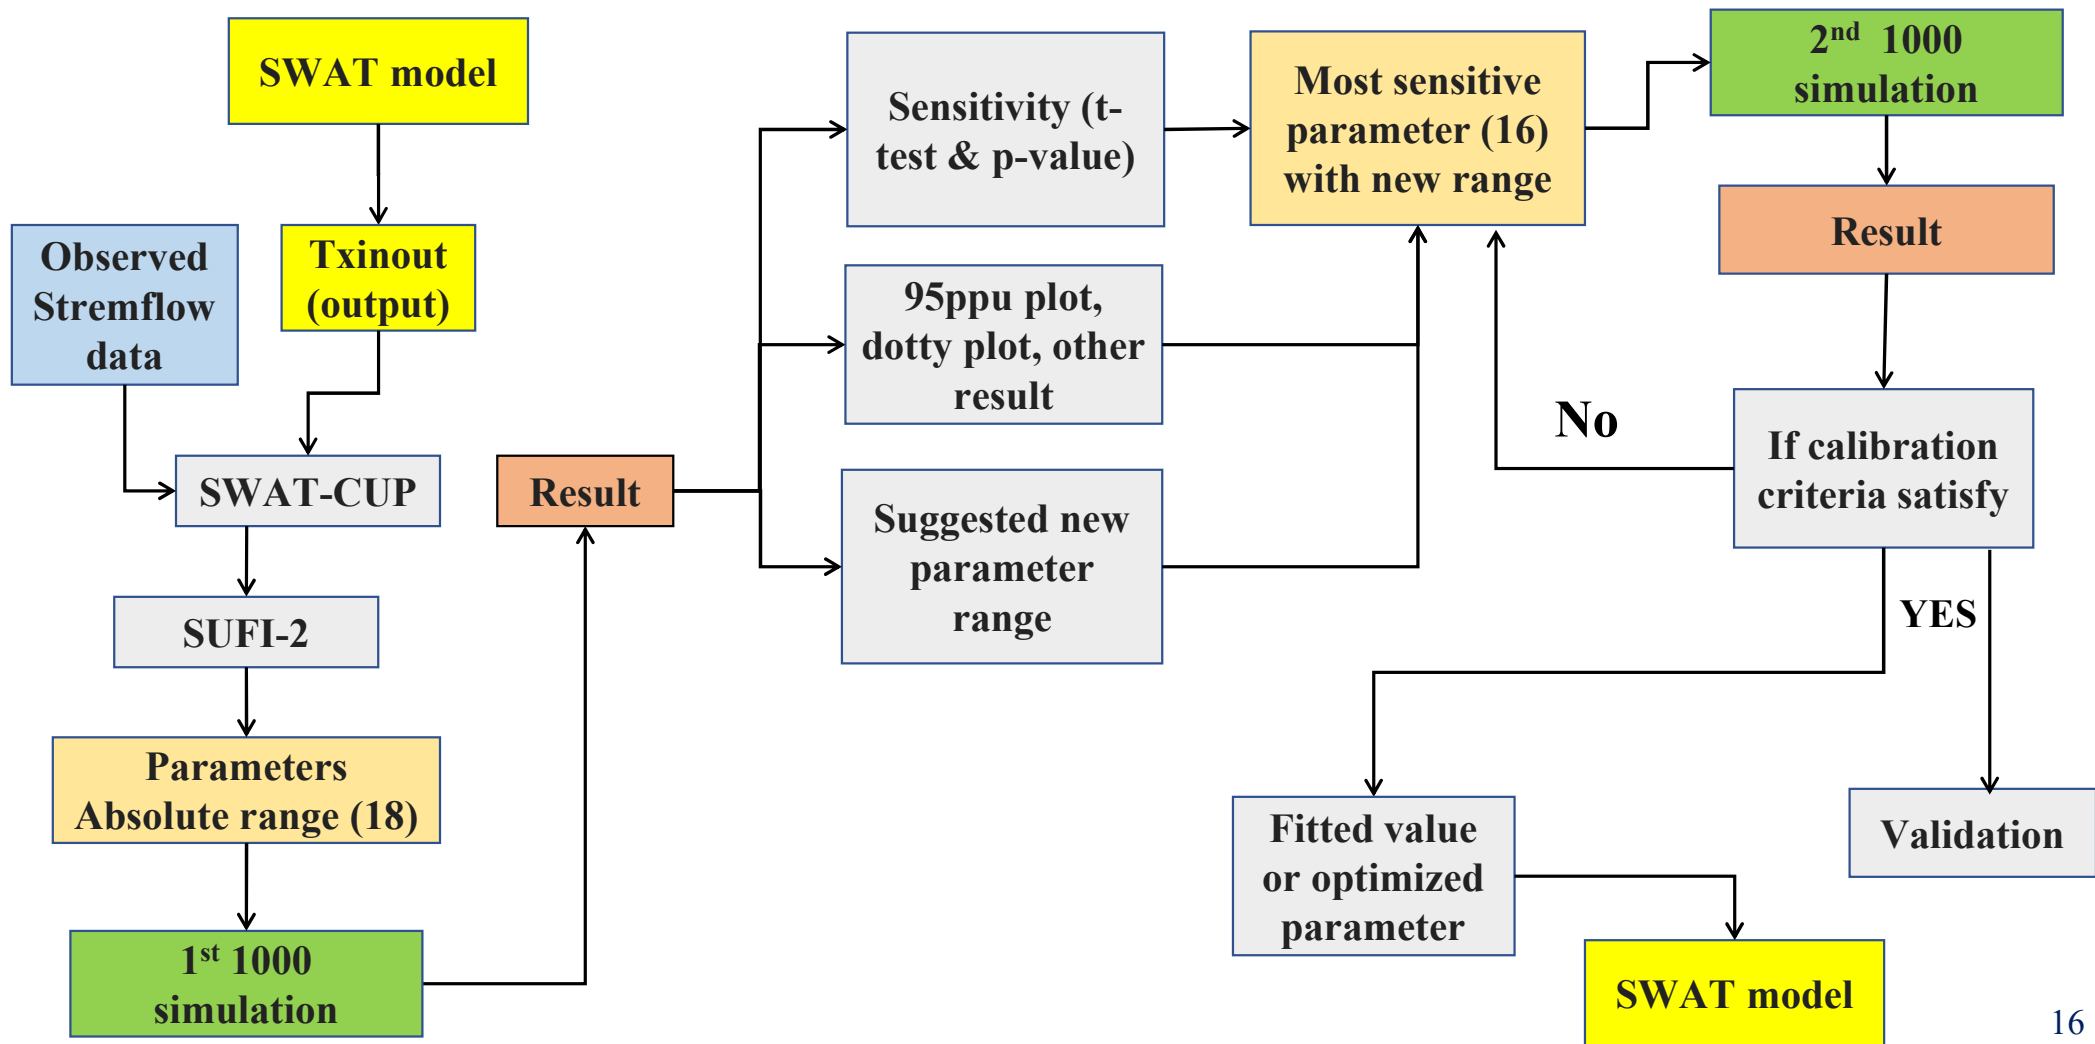 SWAT model
Observed
Stremflow
data
Txinout
(output)
SWAT-CUP
SUFI-2
Parameters
Absolute range (18)
1st 1000
simulation
Result
Sensitivity (t-
test & p-value)
95ppu plot,
dotty plot, other
result
Suggested new
parameter
range
Most sensitive
parameter (16)
with new range
2nd 1000
simulation
Result
If calibration
criteria satisfy
No
YES
Fitted value
or optimized
parameter
Validation
SWAT model
16